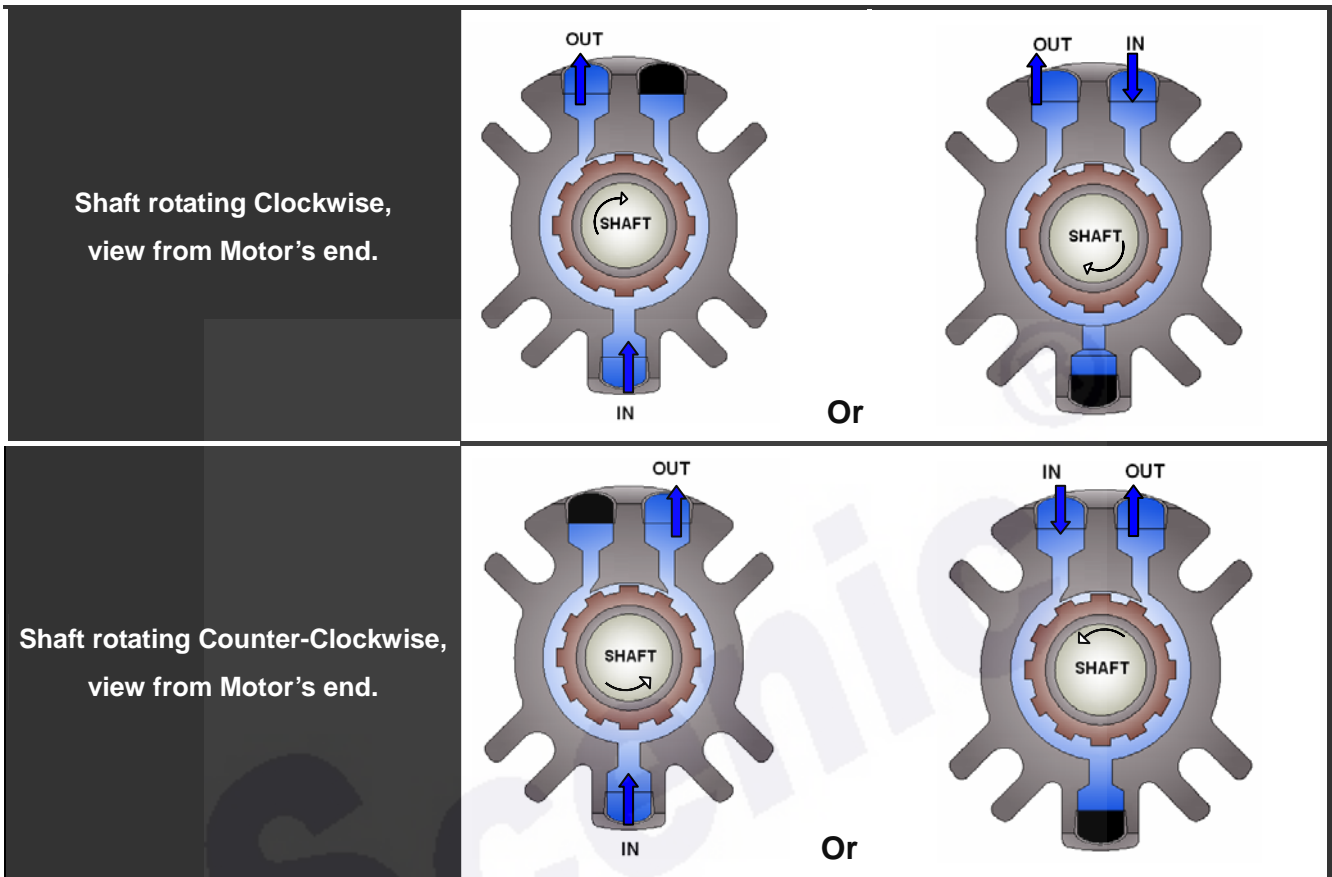 Shaft rotating Clockwise,
view from Motor's end.
OUT
SHAFT
IN
Or
OUT IN
SHAFT
®
Shaft rotating Counter-Clockwise,
view from Motor's end.
OUT
SHAFT
IN
Or
IN OUT
SHAFT
Scenic